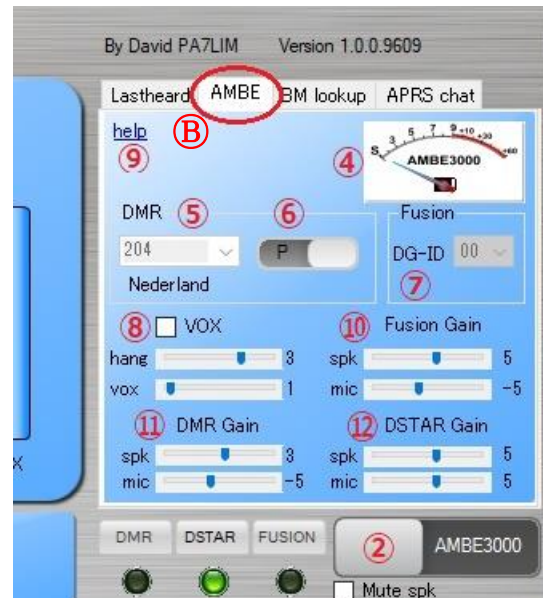 By David PA7LIM Version 1.0.0.9609
Lastheard AMBE BM lookup APRS chat
help Ⓑ
⑨ ④ S 3 5 7 9 +10 +30 +60
AMBE3000
DMR ⑤ ⑥ Fusion
204 P DG-ID 00
Nederland ⑦
⑧ VOX ⑩ Fusion Gain
hang 3 spk 5
vox 1 mic -5
⑪ DMR Gain ⑫ DSTAR Gain
spk 3 spk 5
mic -5 mic 5
X
DMR DSTAR FUSION ② AMBE3000
Mute spk